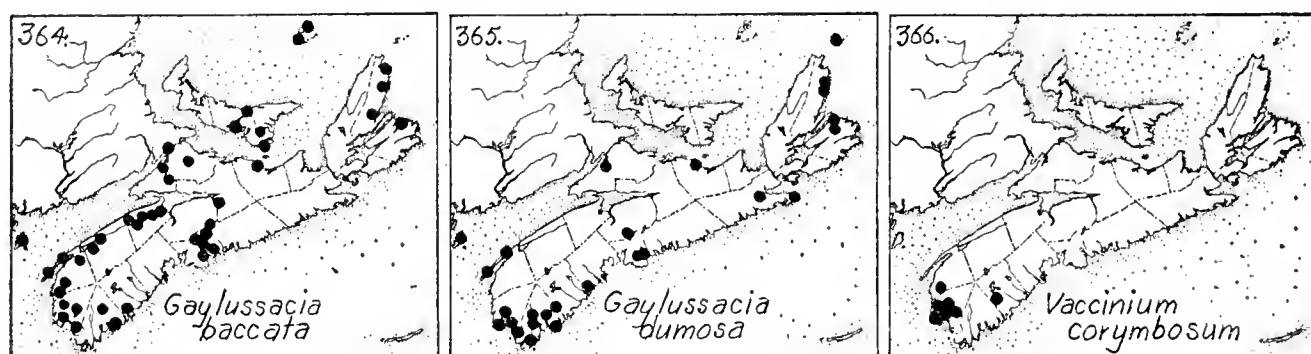 364.
Gaylussacia
baccata
365.
Gaylussacia
dumosa
366.
Vaccinium
corymbosum